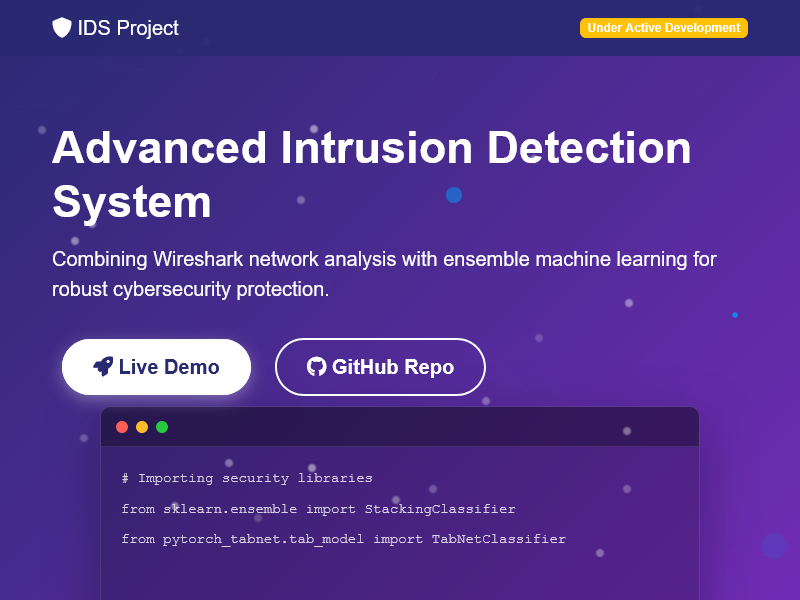 IDS Project
Under Active Development
Advanced Intrusion Detection
System
Combining Wireshark network analysis with ensemble machine learning for
robust cybersecurity protection.
Live Demo
GitHub Repo
# Importing security libraries
from sklearn.ensemble import StackingClassifier
from pytorch_tabnet.tab_model import TabNetClassifier